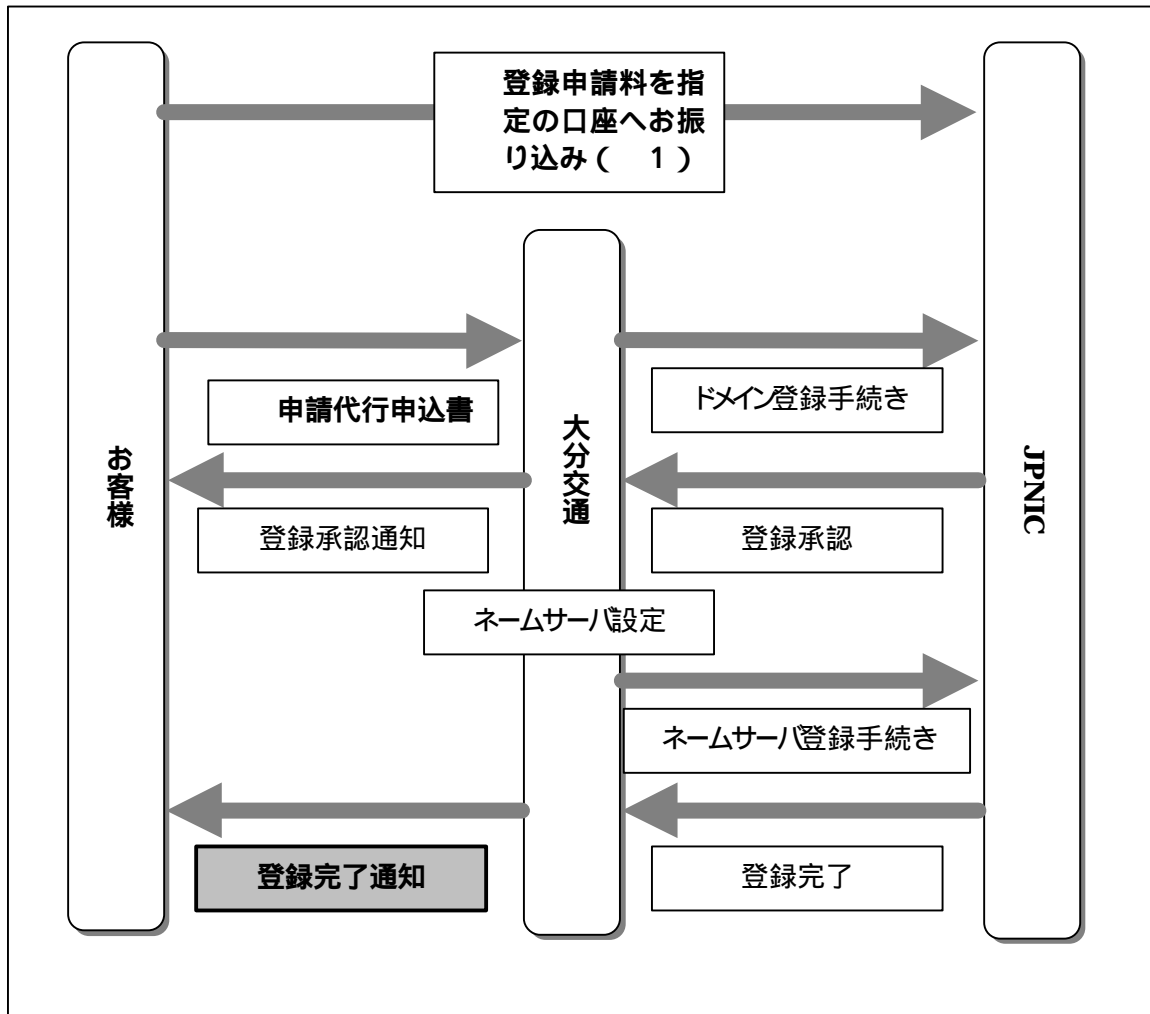 登録申請料を指
定の口座へお振
り込み（　1）
申請代行申込書
ドメイン登録手続き
お客様
大分交通
JPNIC
登録承認通知
登録承認
ネームサーバ設定
ネームサーバ登録手続き
登録完了通知
登録完了